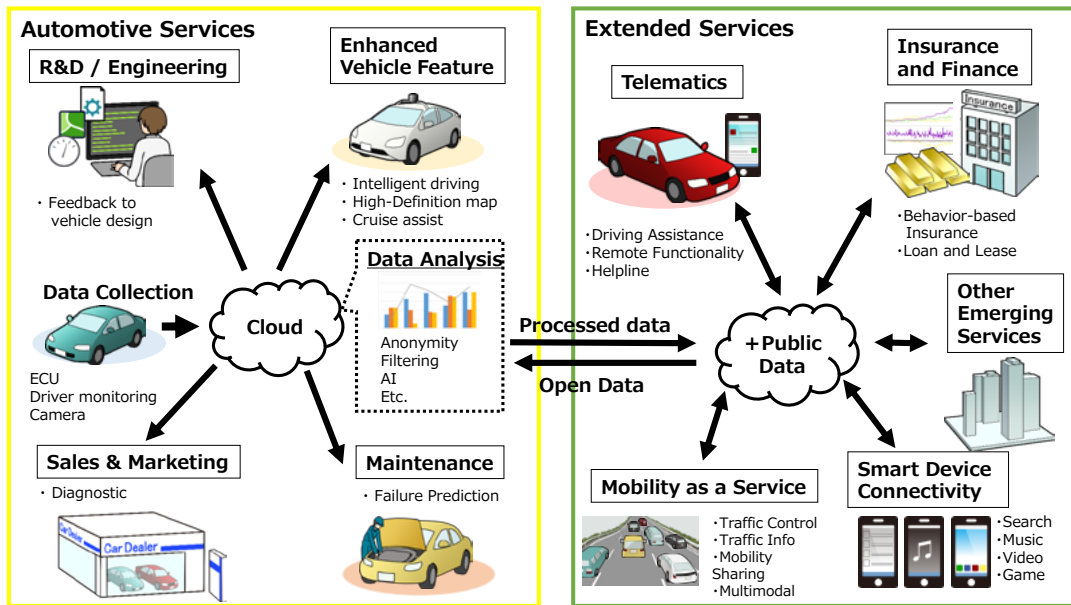 Automotive Services
R&D / Engineering
・Feedback to
vehicle design
Enhanced
Vehicle Feature
・Intelligent driving
・High-Definition map
・Cruise assist
Data Collection
ECU
Driver monitoring
Camera
Cloud
Data Analysis
Anonymity
Filtering
AI
Etc.
Sales & Marketing
・Diagnostic
Car Dealer
Car Dealer
Maintenance
・Failure Prediction
Processed data
Open Data
Extended Services
Telematics
・Driving Assistance
・Remote Functionality
・Helpline
Insurance
and Finance
Insurance
・Behavior-based
Insurance
・Loan and Lease
+Public
Data
Other
Emerging
Services
Mobility as a Service
・Traffic Control
・Traffic Info
・Mobility
Sharing
・Multimodal
Smart Device
Connectivity
・Search
・Music
・Video
・Game